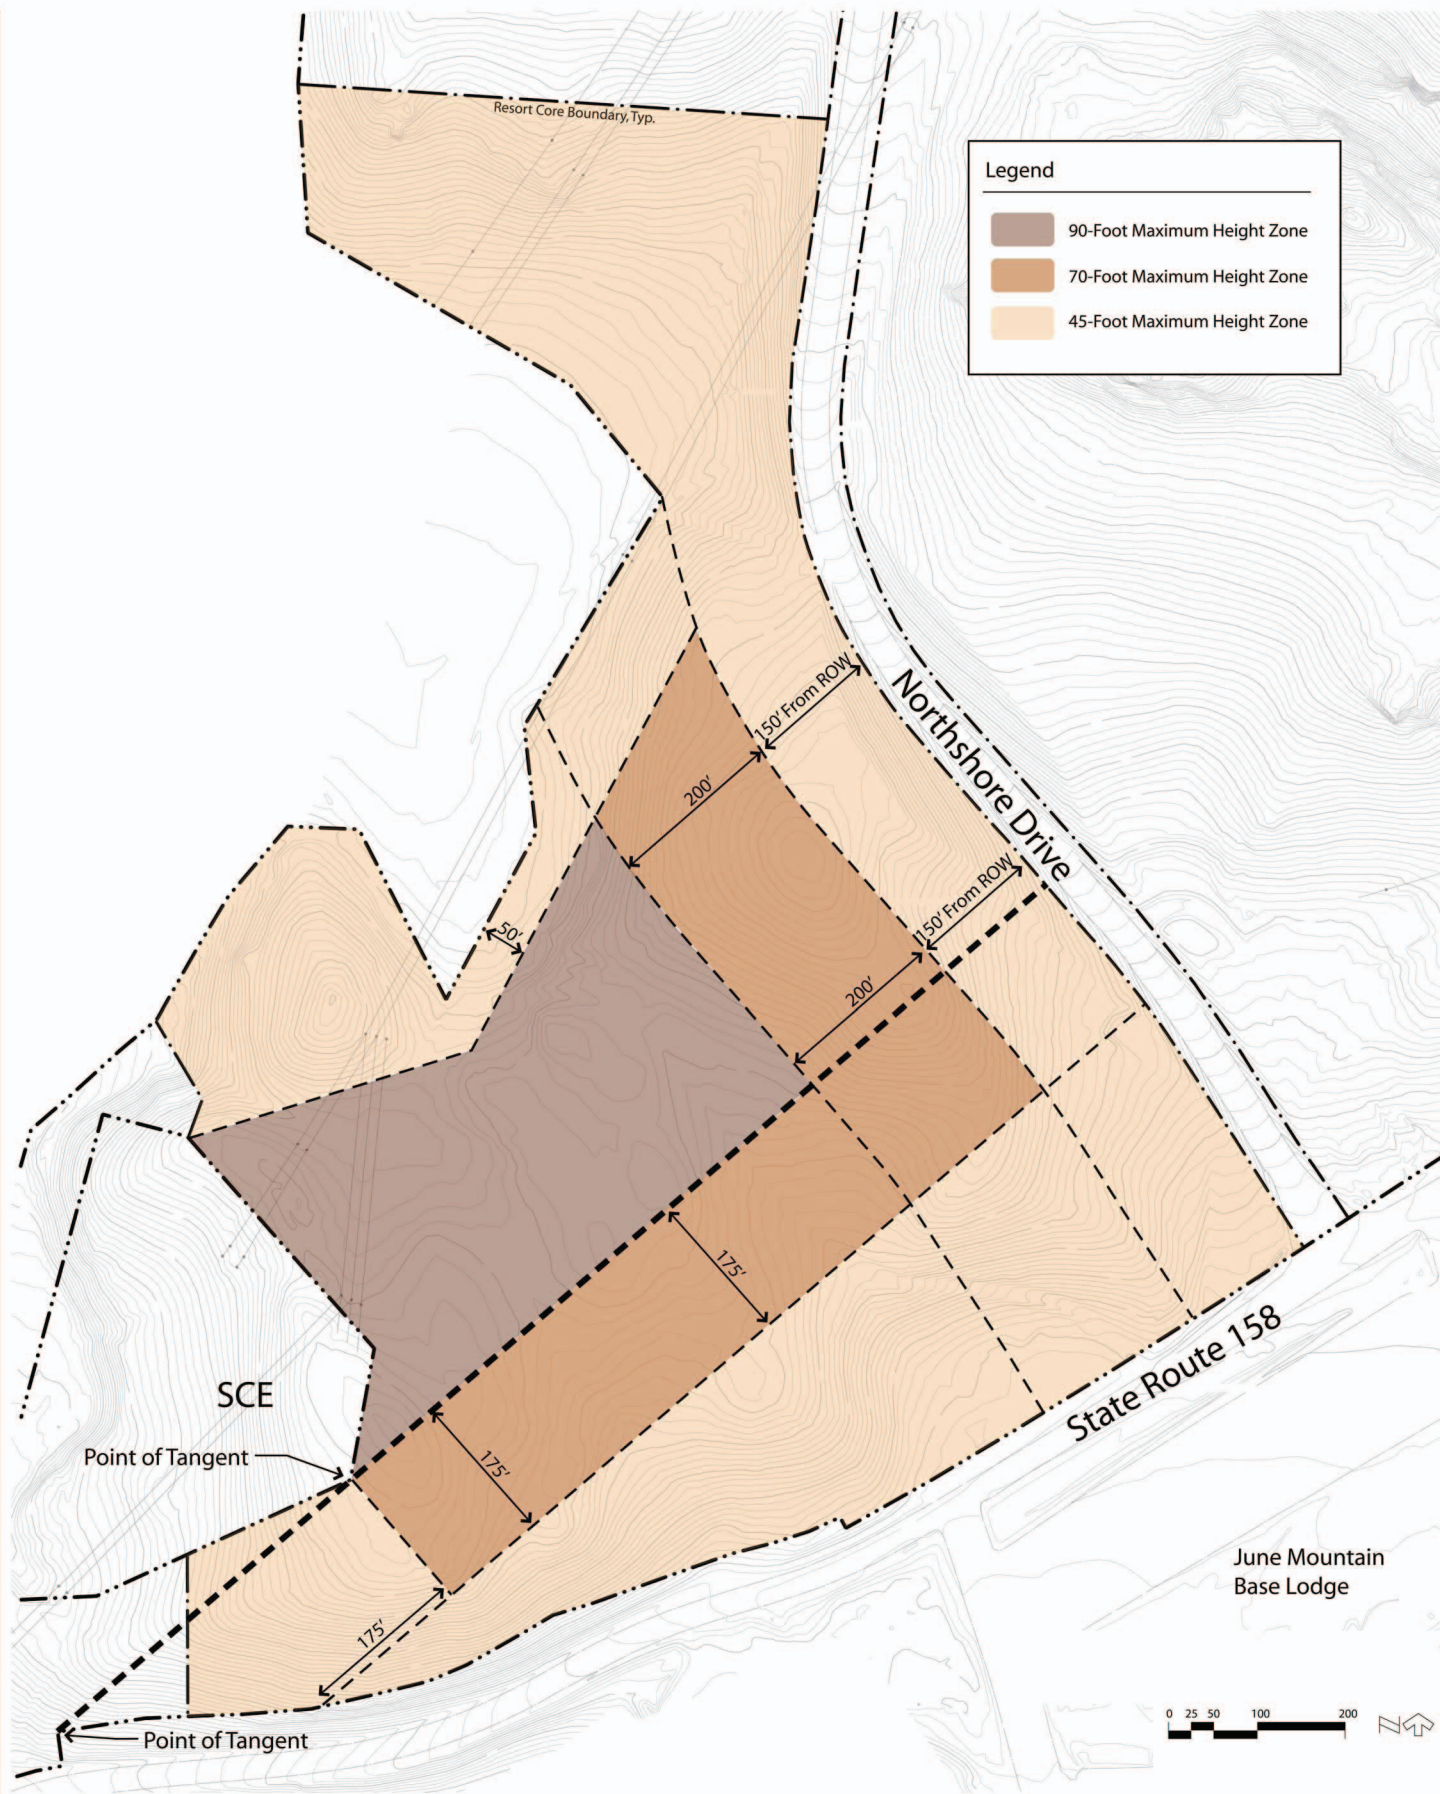 Resort Core Boundary, Typ.
Legend
90-Foot Maximum Height Zone
70-Foot Maximum Height Zone
45-Foot Maximum Height Zone
150' From ROW
Northshore Drive
200'
150' From ROW
50'
200'
175'
State Route 158
SCE
Point of Tangent
175'
June Mountain
Base Lodge
175'
0 25 50 100 200
N
Point of Tangent